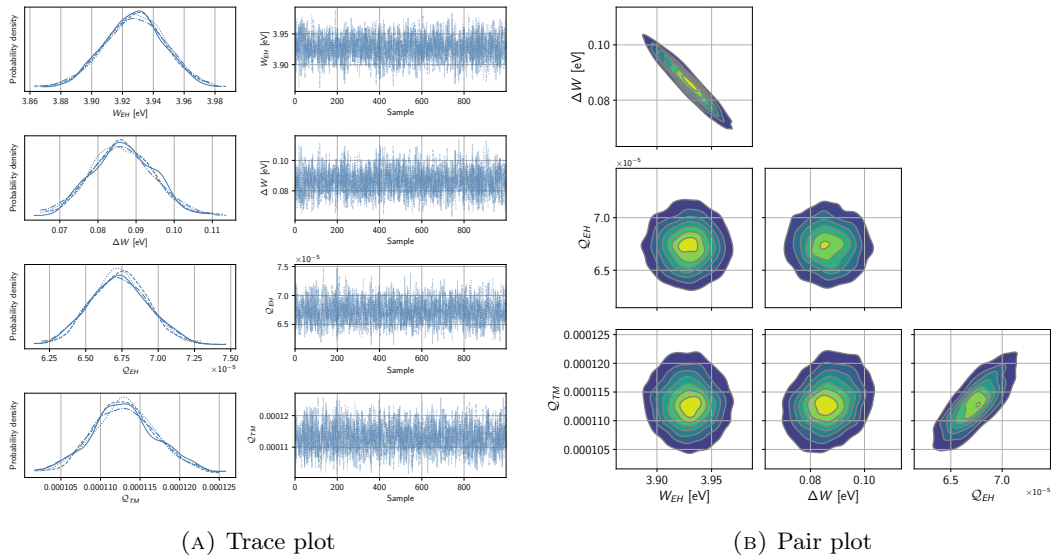 Probability density
3.86 3.88 3.90 3.92 3.94 3.96 3.98
W_EH [eV]
W_EH [eV]
3.95
3.90
0 200 400 600 800
Sample
Probability density
0.07 0.08 0.09 0.10 0.11
ΔW [eV]
ΔW [eV]
0.10
0.08
0 200 400 600 800
Sample
Probability density
6.25 6.50 6.75 7.00 7.25 7.50
Q_EH
×10⁻⁵
×10⁻⁵
Q_EH
7.5
7.0
6.5
0 200 400 600 800
Sample
Probability density
0.000105 0.000110 0.000115 0.000120 0.000125
Q_TM
Q_TM
0.00012
0.00011
0 200 400 600 800
Sample
(A) Trace plot
ΔW [eV]
0.10
0.08
×10⁻⁵
Q_EH
7.0
6.5
Q_TM
0.000125
0.000120
0.000115
0.000110
0.000105
3.90 3.95
W_EH [eV]
0.08 0.10
ΔW [eV]
6.5 7.0
Q_EH
×10⁻⁵
(B) Pair plot